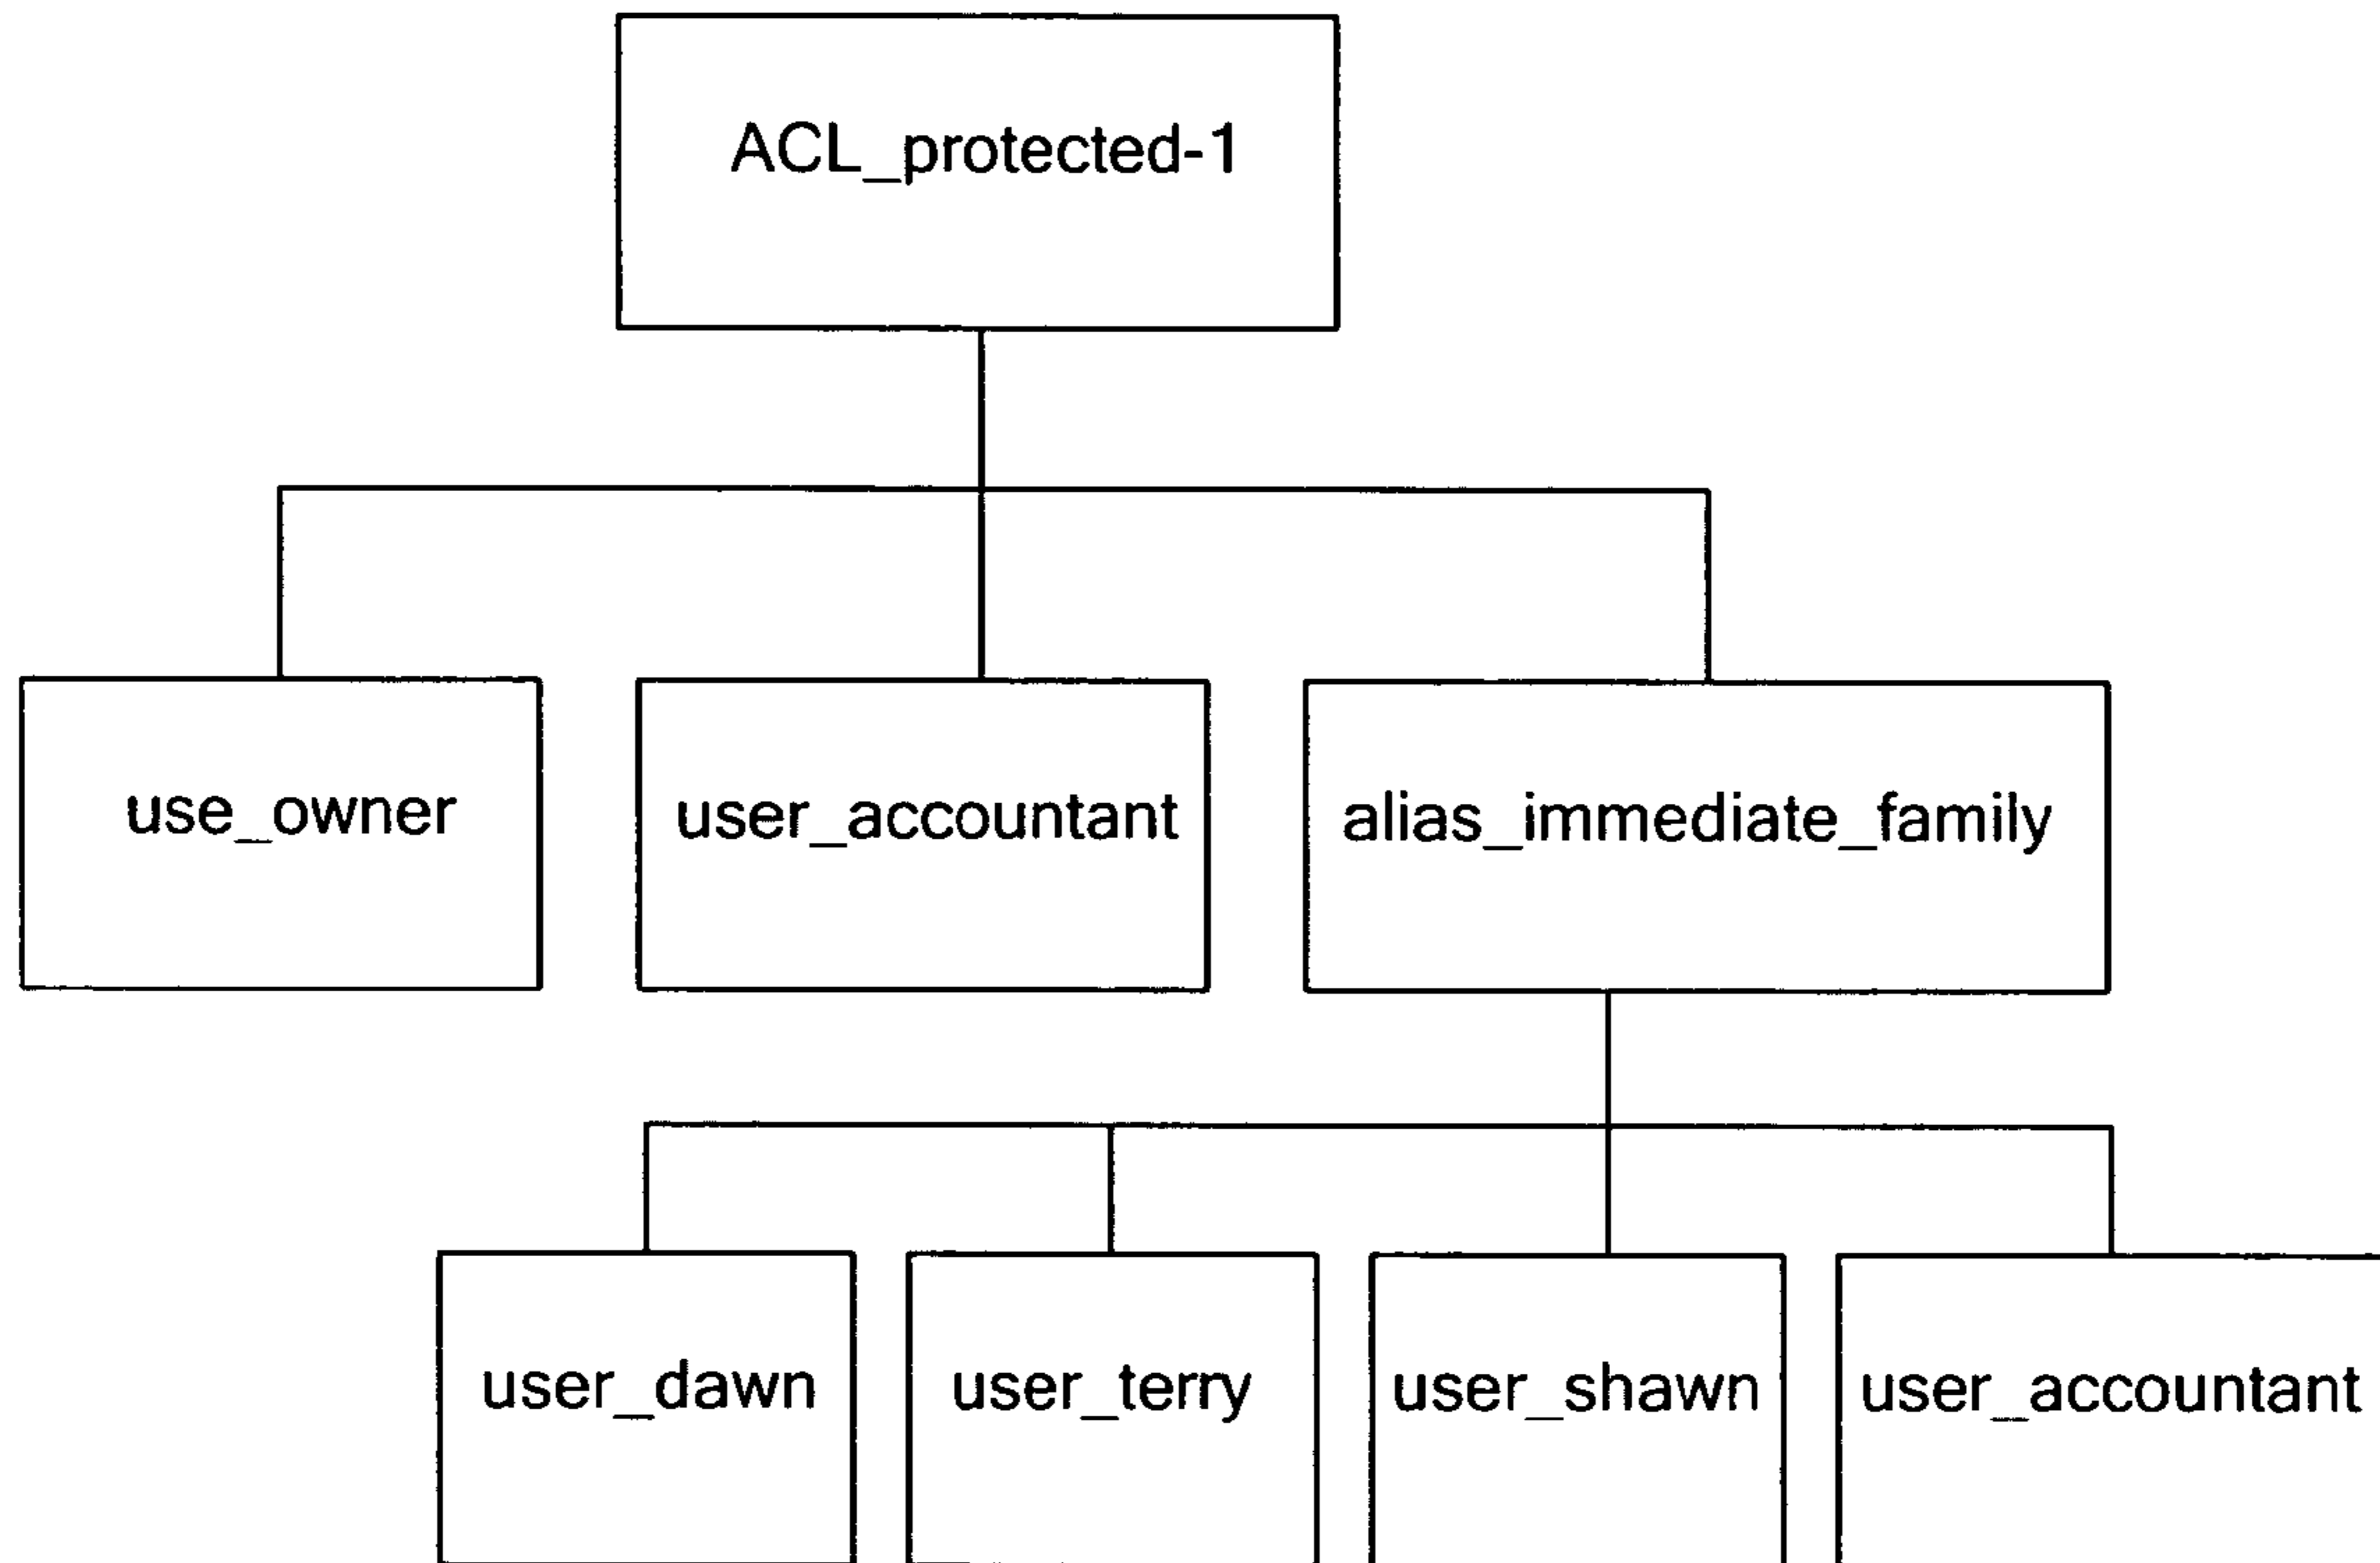 ACL_protected-1
use_owner
user_accountant
alias_immediate_family
user_dawn
user_terry
user_shawn
user_accountant